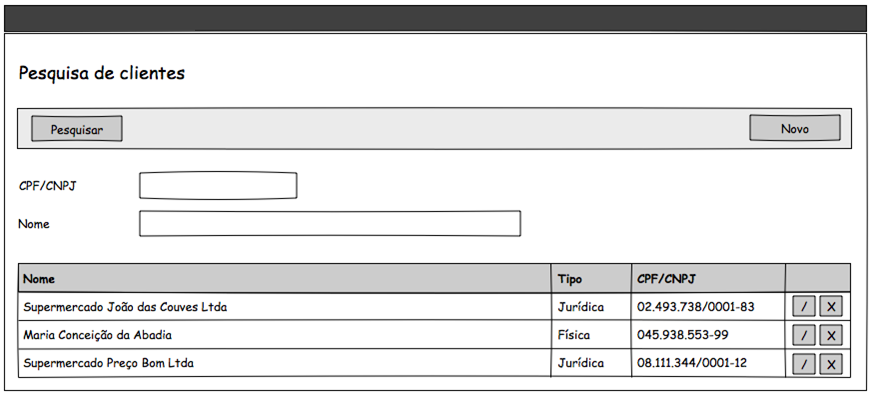 Pesquisa de clientes
Pesquisar Novo
CPF/CNPJ
Nome
Nome Tipo CPF/CNPJ
Supermercado João das Couves Ltda Jurídica 02.493.738/0001-83 / X
Maria Conceição da Abadia Física 045.938.553-99 / X
Supermercado Preço Bom Ltda Jurídica 08.111.344/0001-12 / X